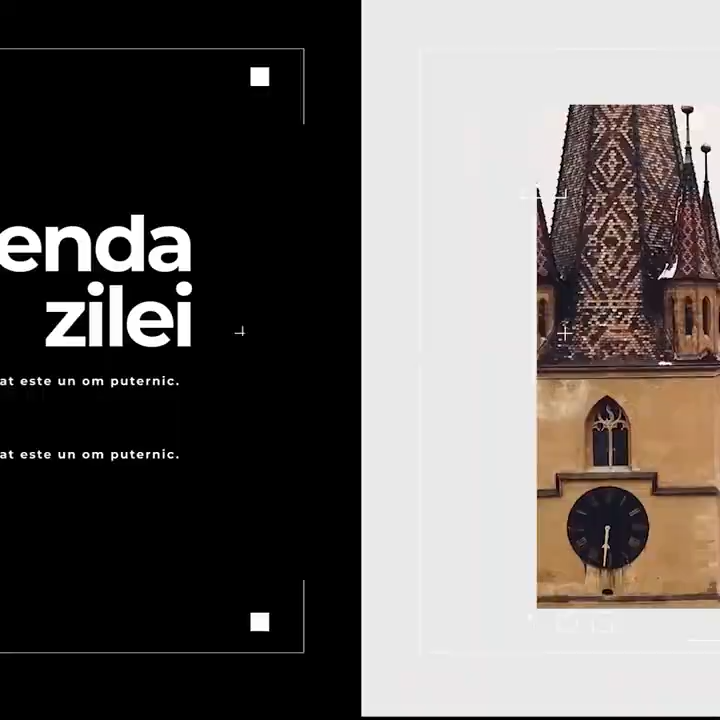 enda
zilei
at este un om puternic.
at este un om puternic.